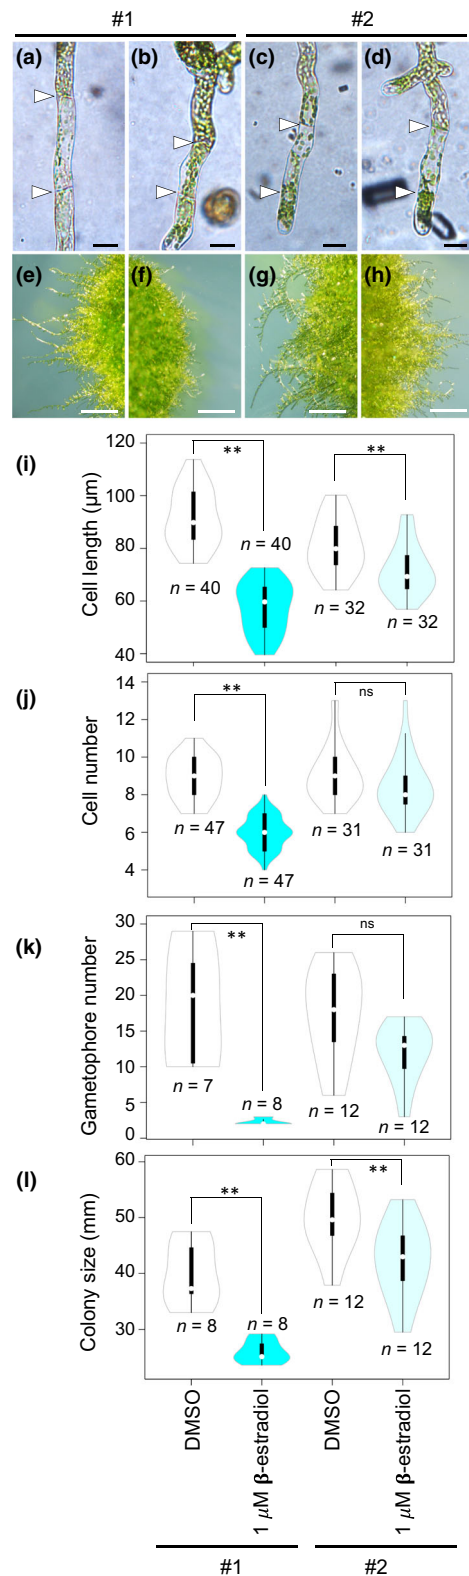 #1 #2
(a) (b) (c) (d)
(e) (f) (g) (h)
(i)
Cell length (μm)
120
100
80
60
40
**
**
n = 40
n = 40
n = 32
n = 32
(j)
Cell number
14
12
10
8
6
4
**
ns
n = 47
n = 47
n = 31
n = 31
(k)
Gametophore number
30
25
20
15
10
5
0
**
ns
n = 7
n = 8
n = 12
n = 12
(l)
Colony size (mm)
60
50
40
30
**
**
n = 8
n = 8
n = 12
n = 12
DMSO
1 μM β-estradiol
DMSO
1 μM β-estradiol
#1 #2